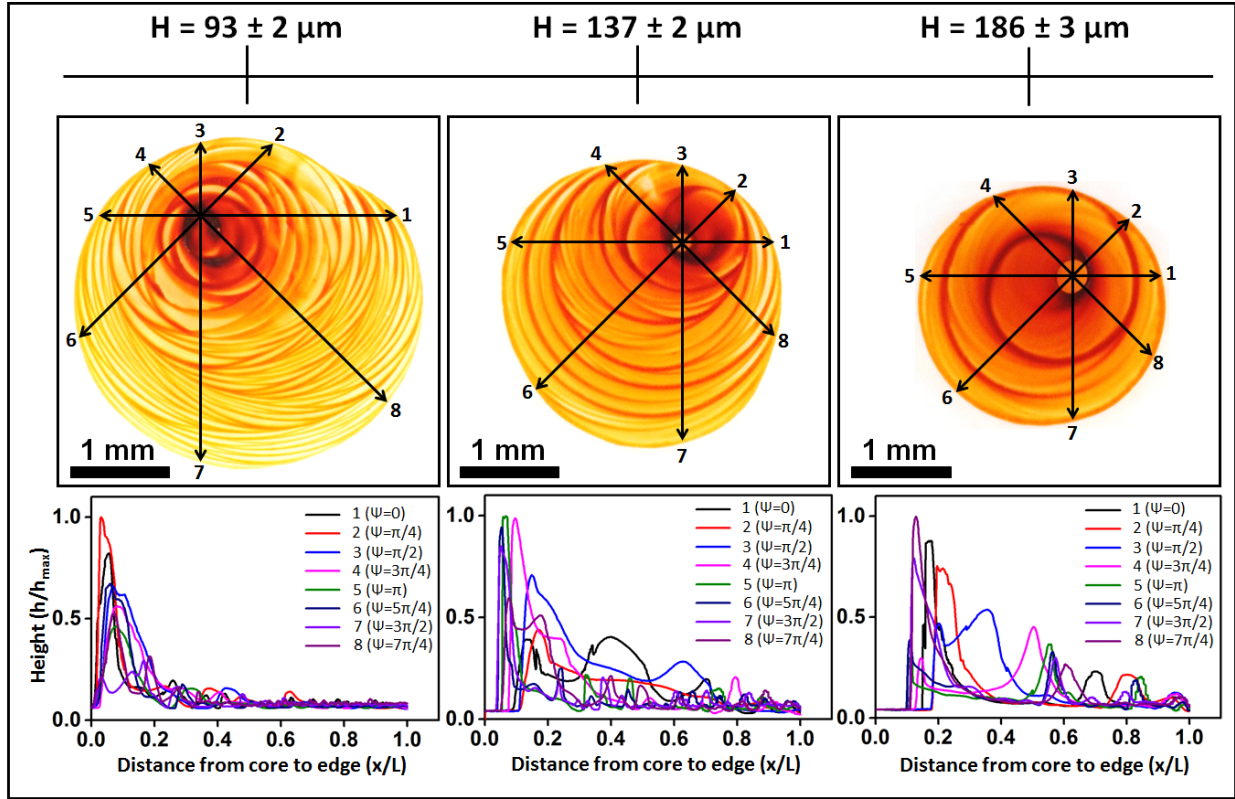 H = 93 ± 2 μm
H = 137 ± 2 μm
H = 186 ± 3 μm
3
2
4
5
1
6
8
7
1 mm
4
3
2
5
1
6
8
7
1 mm
3
4
2
5
1
6
8
7
1 mm
Height (h/hmax)
1.0
0.5
0.0
0.0 0.2 0.4 0.6 0.8 1.0
1 (Ψ=0)
2 (Ψ=π/4)
3 (Ψ=π/2)
4 (Ψ=3π/4)
5 (Ψ=π)
6 (Ψ=5π/4)
7 (Ψ=3π/2)
8 (Ψ=7π/4)
Distance from core to edge (x/L)
1.0
0.5
0.0
0.0 0.2 0.4 0.6 0.8 1.0
1 (Ψ=0)
2 (Ψ=π/4)
3 (Ψ=π/2)
4 (Ψ=3π/4)
5 (Ψ=π)
6 (Ψ=5π/4)
7 (Ψ=3π/2)
8 (Ψ=7π/4)
Distance from core to edge (x/L)
1.0
0.5
0.0
0.0 0.2 0.4 0.6 0.8 1.0
1 (Ψ=0)
2 (Ψ=π/4)
3 (Ψ=π/2)
4 (Ψ=3π/4)
5 (Ψ=π)
6 (Ψ=5π/4)
7 (Ψ=3π/2)
8 (Ψ=7π/4)
Distance from core to edge (x/L)